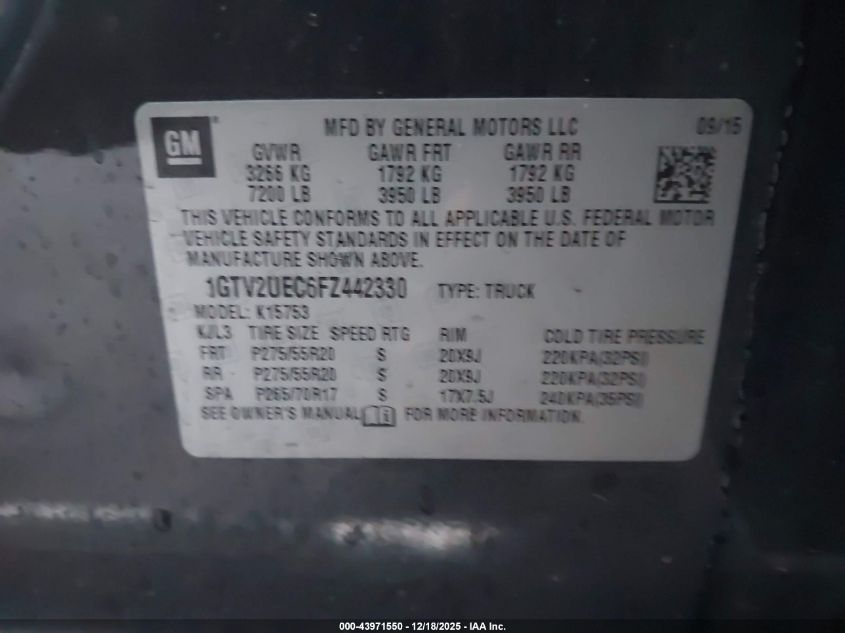 GM
MFD BY GENERAL MOTORS LLC 09/15
GVWR GAWR FRT GAWR RR
3266 KG 1792 KG 1792 KG
7200 LB 3950 LB 3950 LB
THIS VEHICLE CONFORMS TO ALL APPLICABLE U.S. FEDERAL MOTOR
VEHICLE SAFETY STANDARDS IN EFFECT ON THE DATE OF
MANUFACTURE SHOWN ABOVE.
1GTV2UEC6FZ442330 TYPE: TRUCK
MODEL: K15753
KJL3 TIRE SIZE SPEED RTG RIM COLD TIRE PRESSURE
FRT P275/55R20 S 20X9J 220KPA(32PSI)
RR P275/55R20 S 20X9J 220KPA(32PSI)
SPA P265/70R17 S 17X7.5J 240KPA(35PSI)
SEE OWNER'S MANUAL FOR MORE INFORMATION.
000-43971550 - 12/18/2025 - IAA Inc.